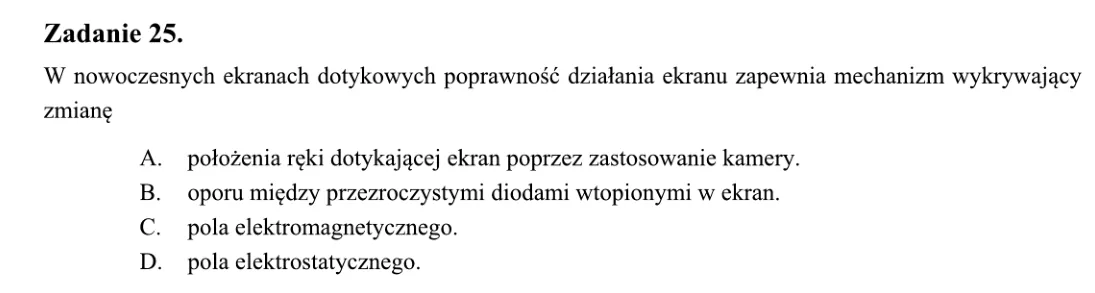 Zadanie 25.
W nowoczesnych ekranach dotykowych poprawność działania ekranu zapewnia mechanizm wykrywający
zmianę
A. położenia ręki dotykającej ekran poprzez zastosowanie kamery.
B. oporu między przezroczystymi diodami wtopionymi w ekran.
C. pola elektromagnetycznego.
D. pola elektrostatycznego.